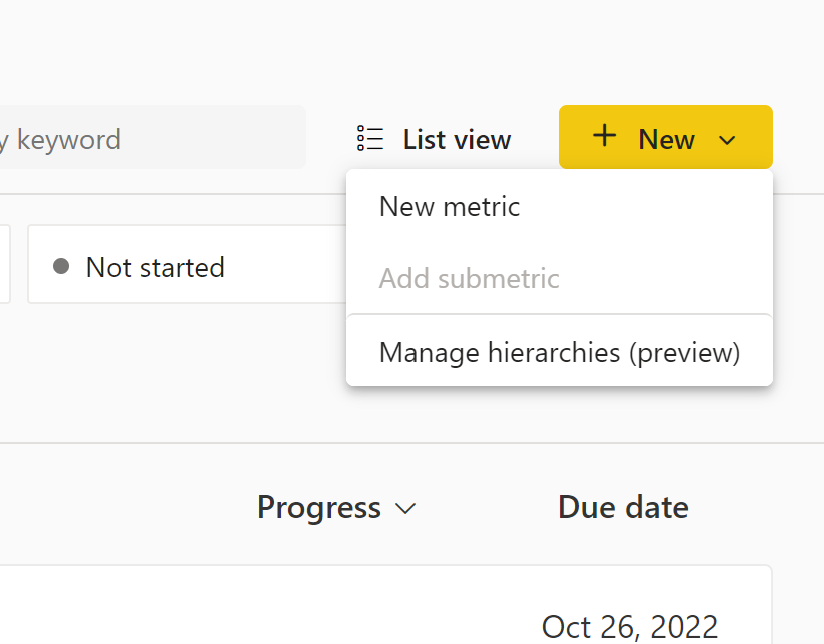 keyword
List view
New
New metric
Not started
Add submetric
Manage hierarchies (preview)
Progress
Due date
Oct 26, 2022